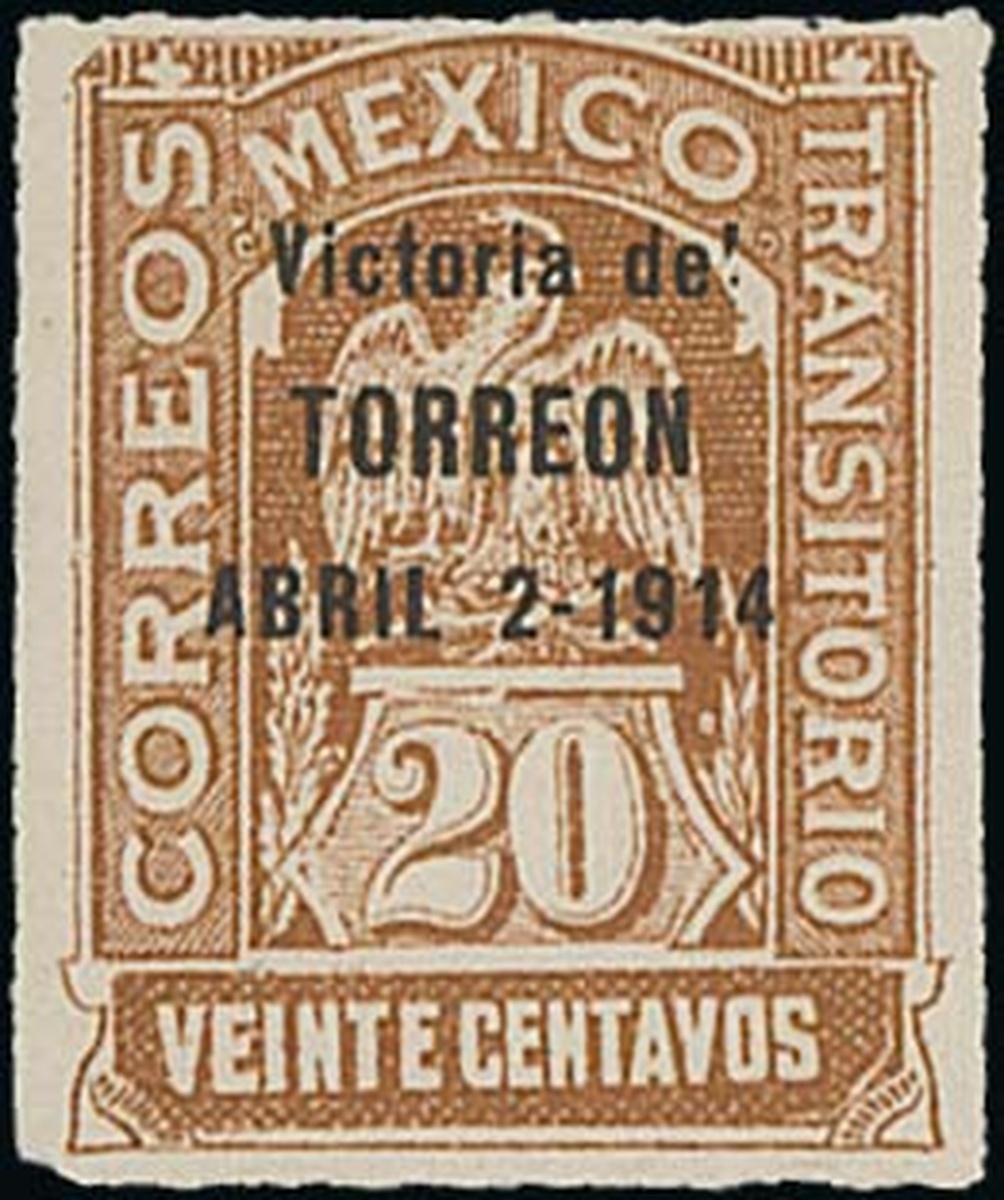 MEXICO
CORREOS
TRANSITORIO
Victoria de
TORREON
ABRIL 2-1914
20
VEINTE CENTAVOS